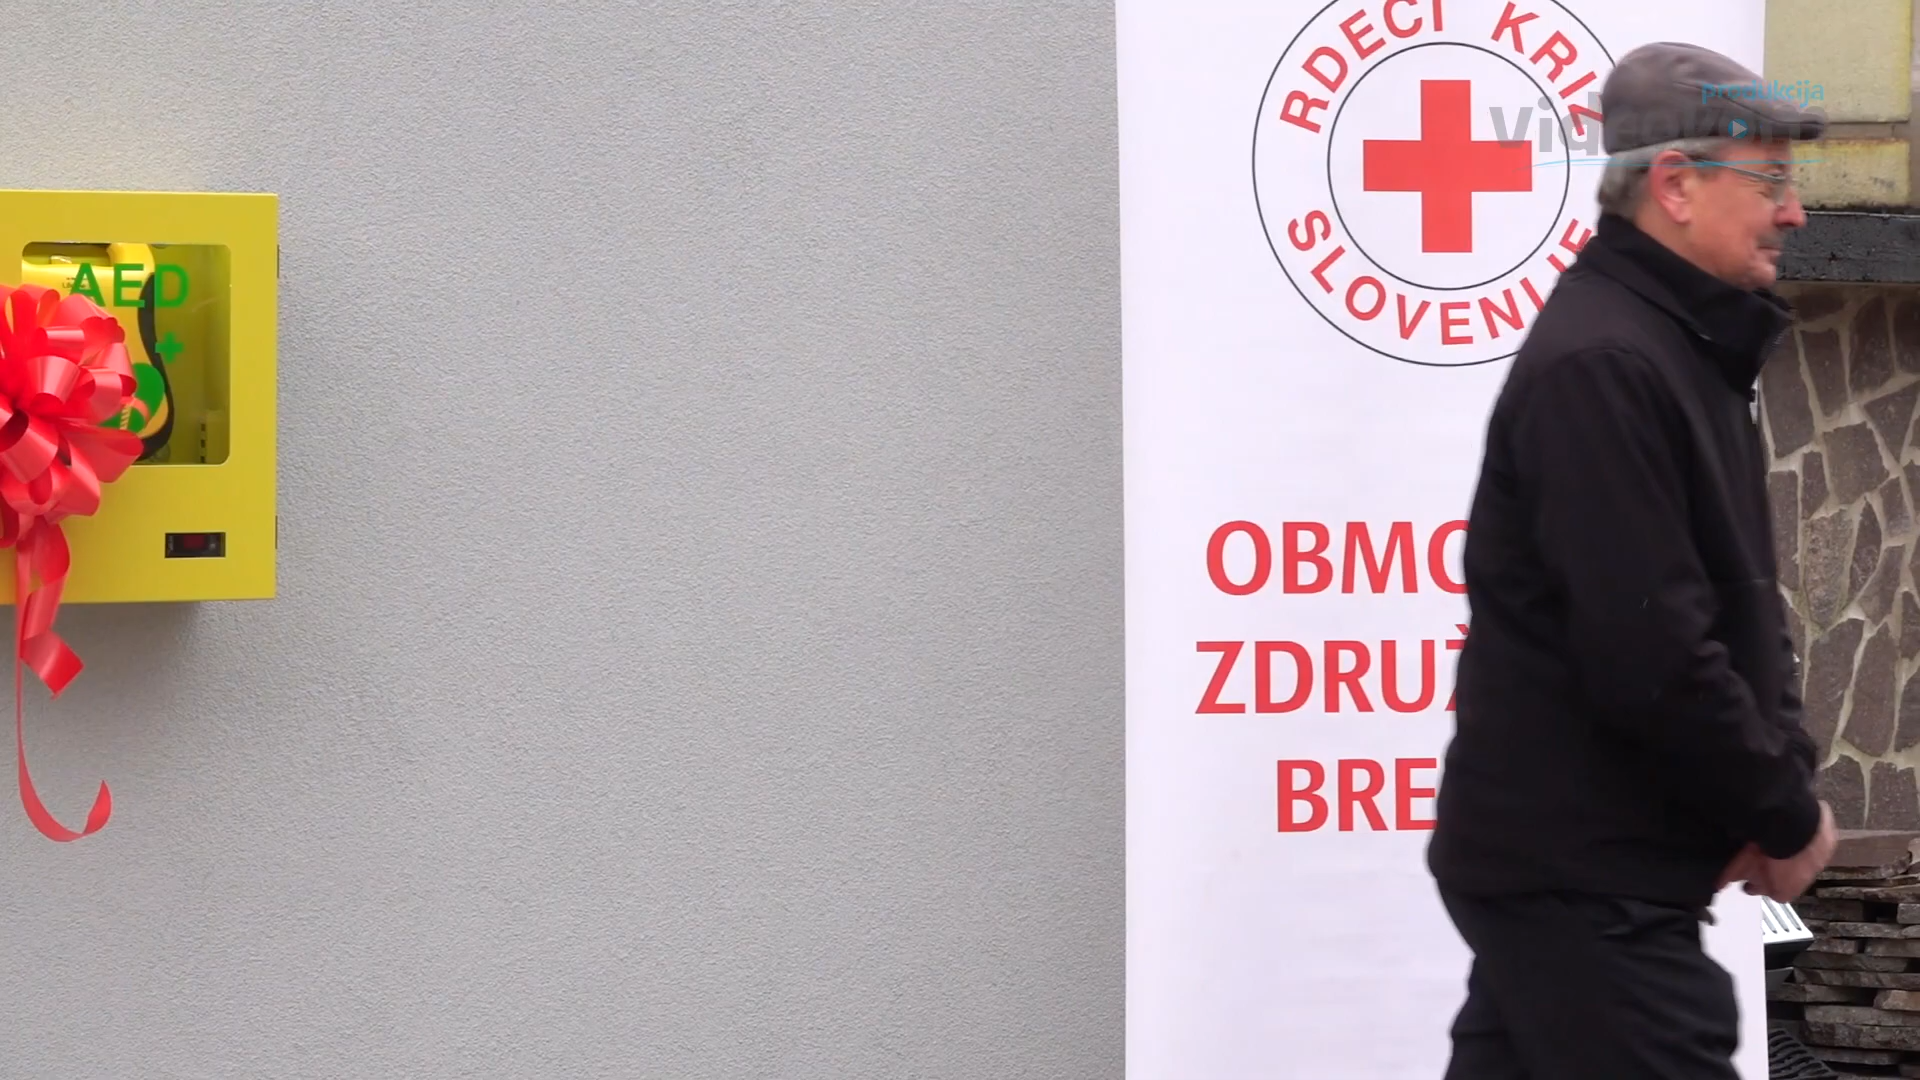 AED
RDEČI KRIŽ
SLOVENIJE
OBMO
ZDRUŽ
BRE
produkcija